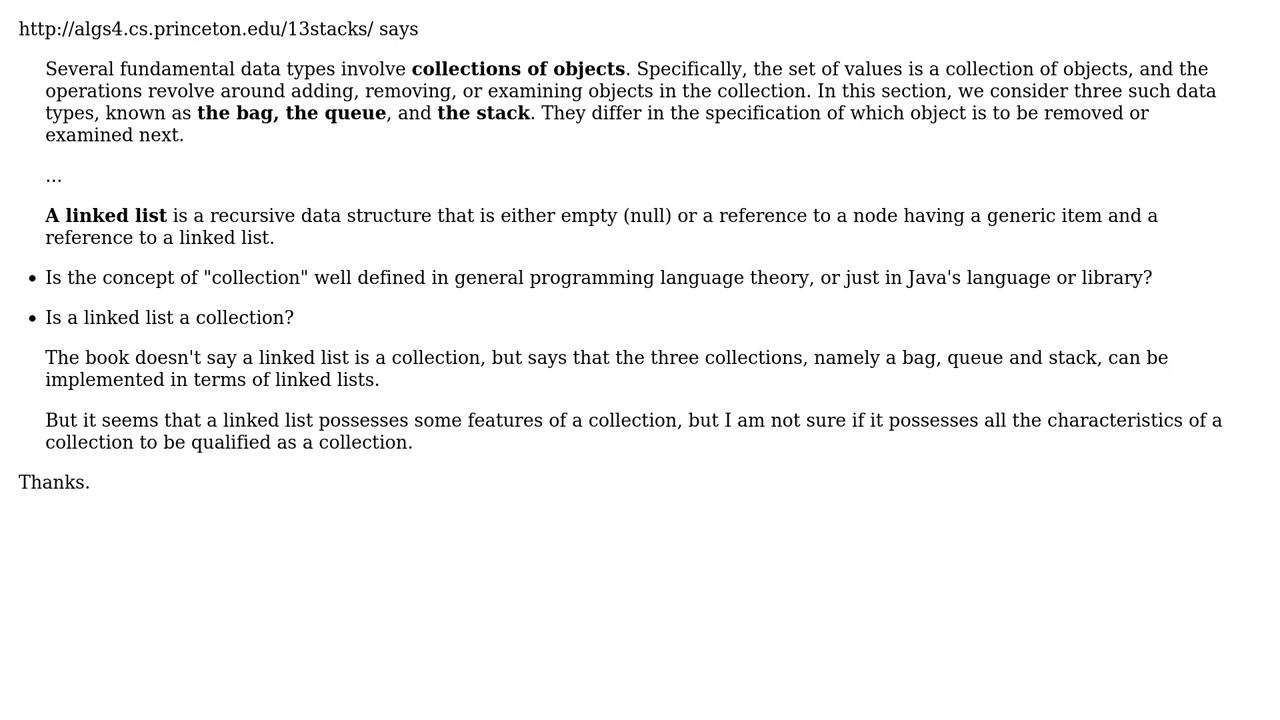 http://algs4.cs.princeton.edu/13stacks/ says
Several fundamental data types involve collections of objects. Specifically, the set of values is a collection of objects, and the
operations revolve around adding, removing, or examining objects in the collection. In this section, we consider three such data
types, known as the bag, the queue, and the stack. They differ in the specification of which object is to be removed or
examined next.
...
A linked list is a recursive data structure that is either empty (null) or a reference to a node having a generic item and a
reference to a linked list.
• Is the concept of "collection" well defined in general programming language theory, or just in Java's language or library?
• Is a linked list a collection?
The book doesn't say a linked list is a collection, but says that the three collections, namely a bag, queue and stack, can be
implemented in terms of linked lists.
But it seems that a linked list possesses some features of a collection, but I am not sure if it possesses all the characteristics of a
collection to be qualified as a collection.
Thanks.